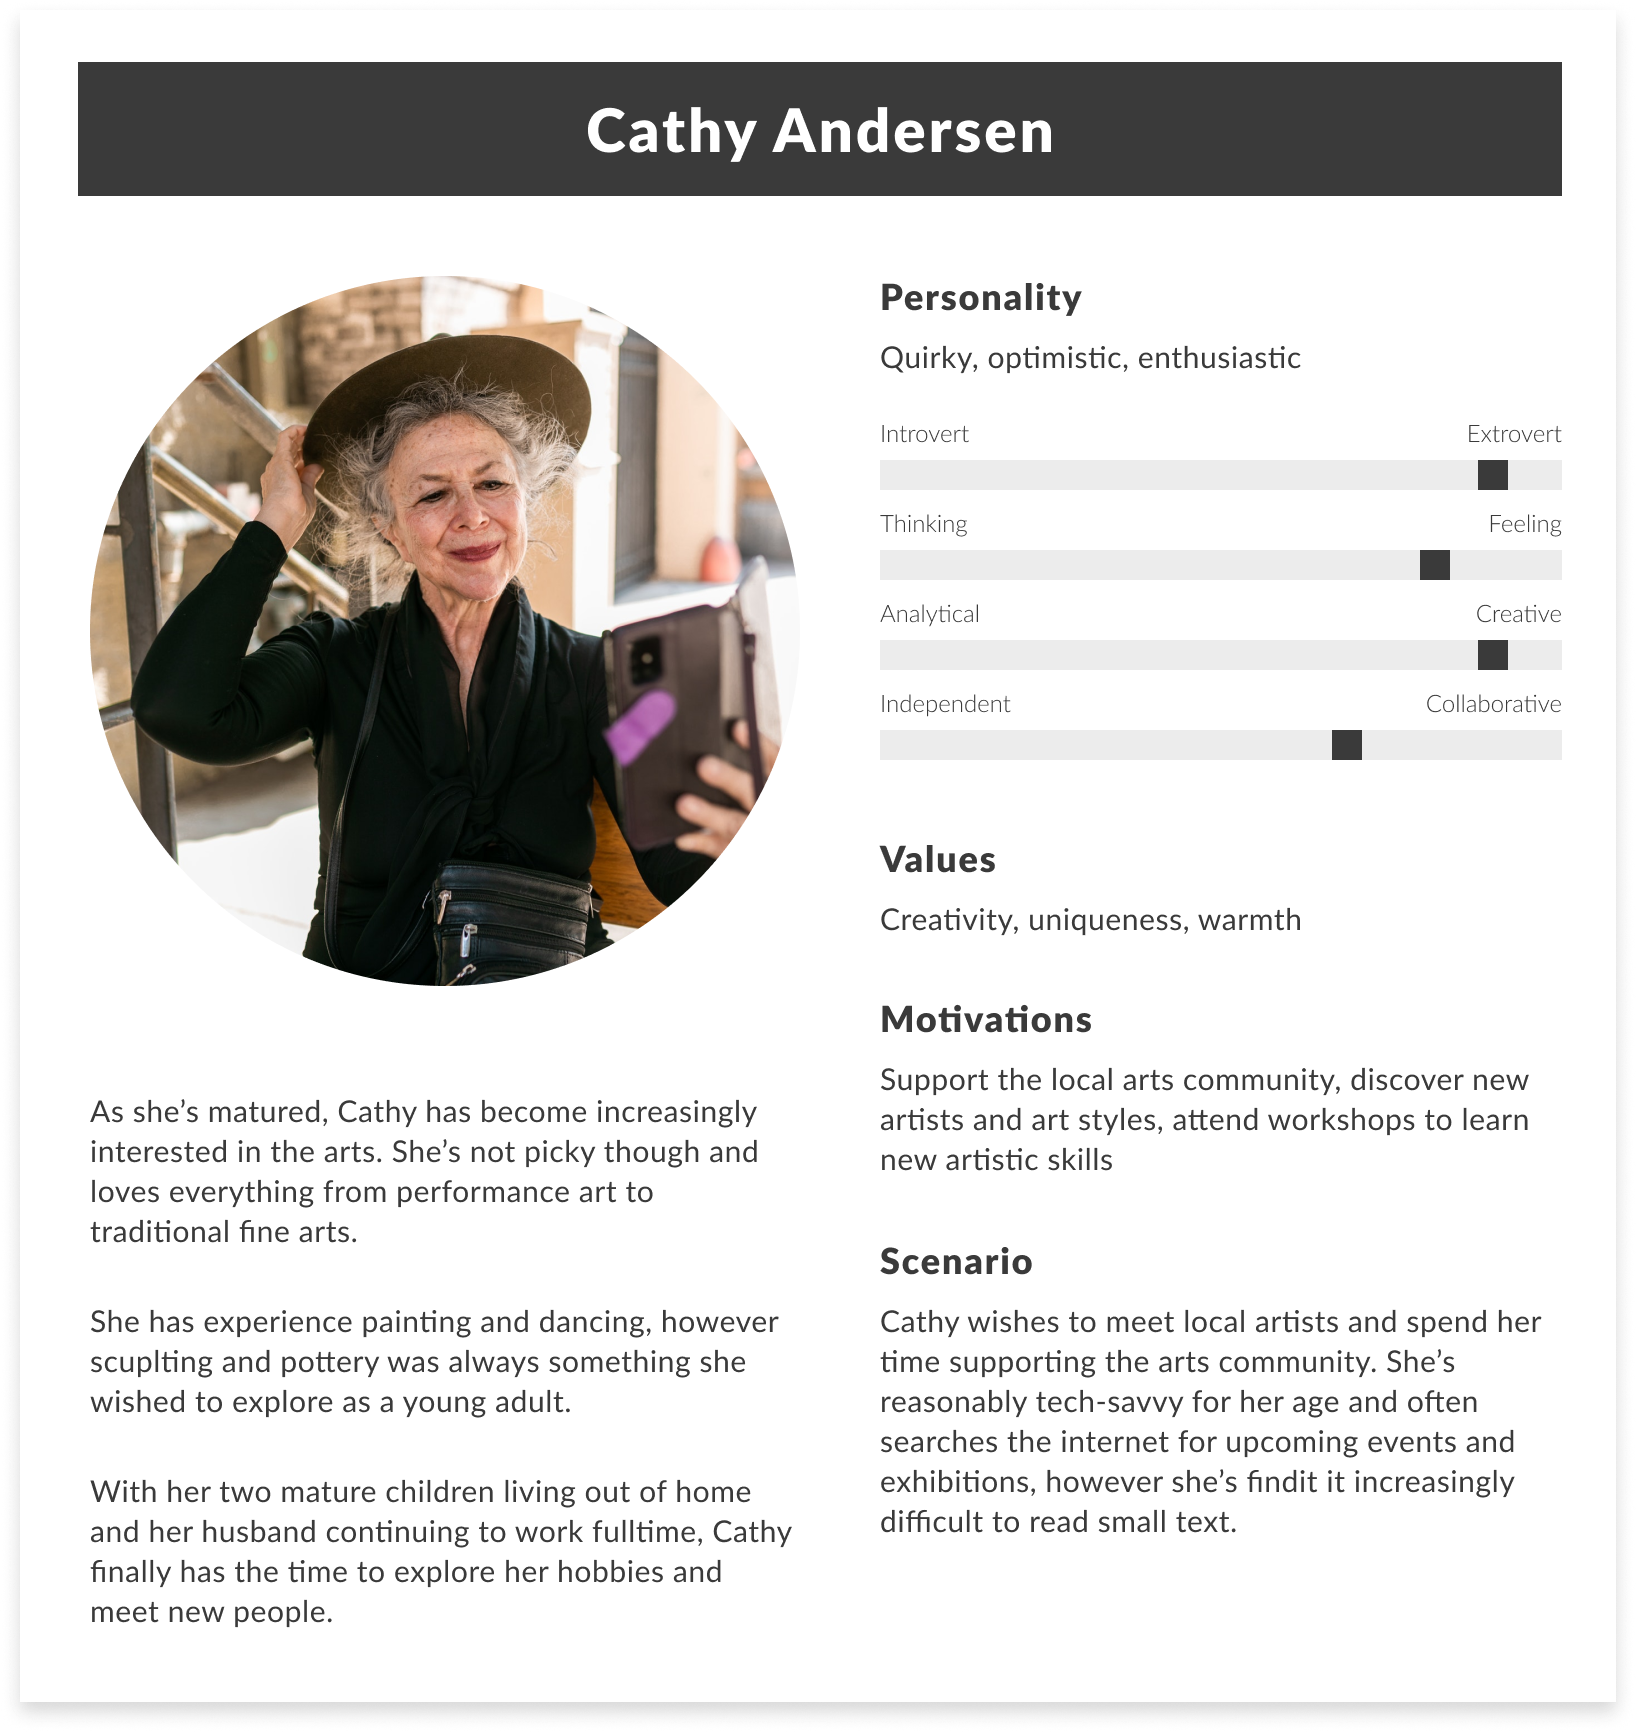 Cathy Andersen
As she’s matured, Cathy has become increasingly
interested in the arts. She’s not picky though and
loves everything from performance art to
traditional fine arts.
She has experience painting and dancing, however
scuplting and pottery was always something she
wished to explore as a young adult.
With her two mature children living out of home
and her husband continuing to work fulltime, Cathy
finally has the time to explore her hobbies and
meet new people.
Personality
Quirky, optimistic, enthusiastic
Introvert Extrovert
Thinking Feeling
Analytical Creative
Independent Collaborative
Values
Creativity, uniqueness, warmth
Motivations
Support the local arts community, discover new
artists and art styles, attend workshops to learn
new artistic skills
Scenario
Cathy wishes to meet local artists and spend her
time supporting the arts community. She’s
reasonably tech-savvy for her age and often
searches the internet for upcoming events and
exhibitions, however she’s findit it increasingly
difficult to read small text.